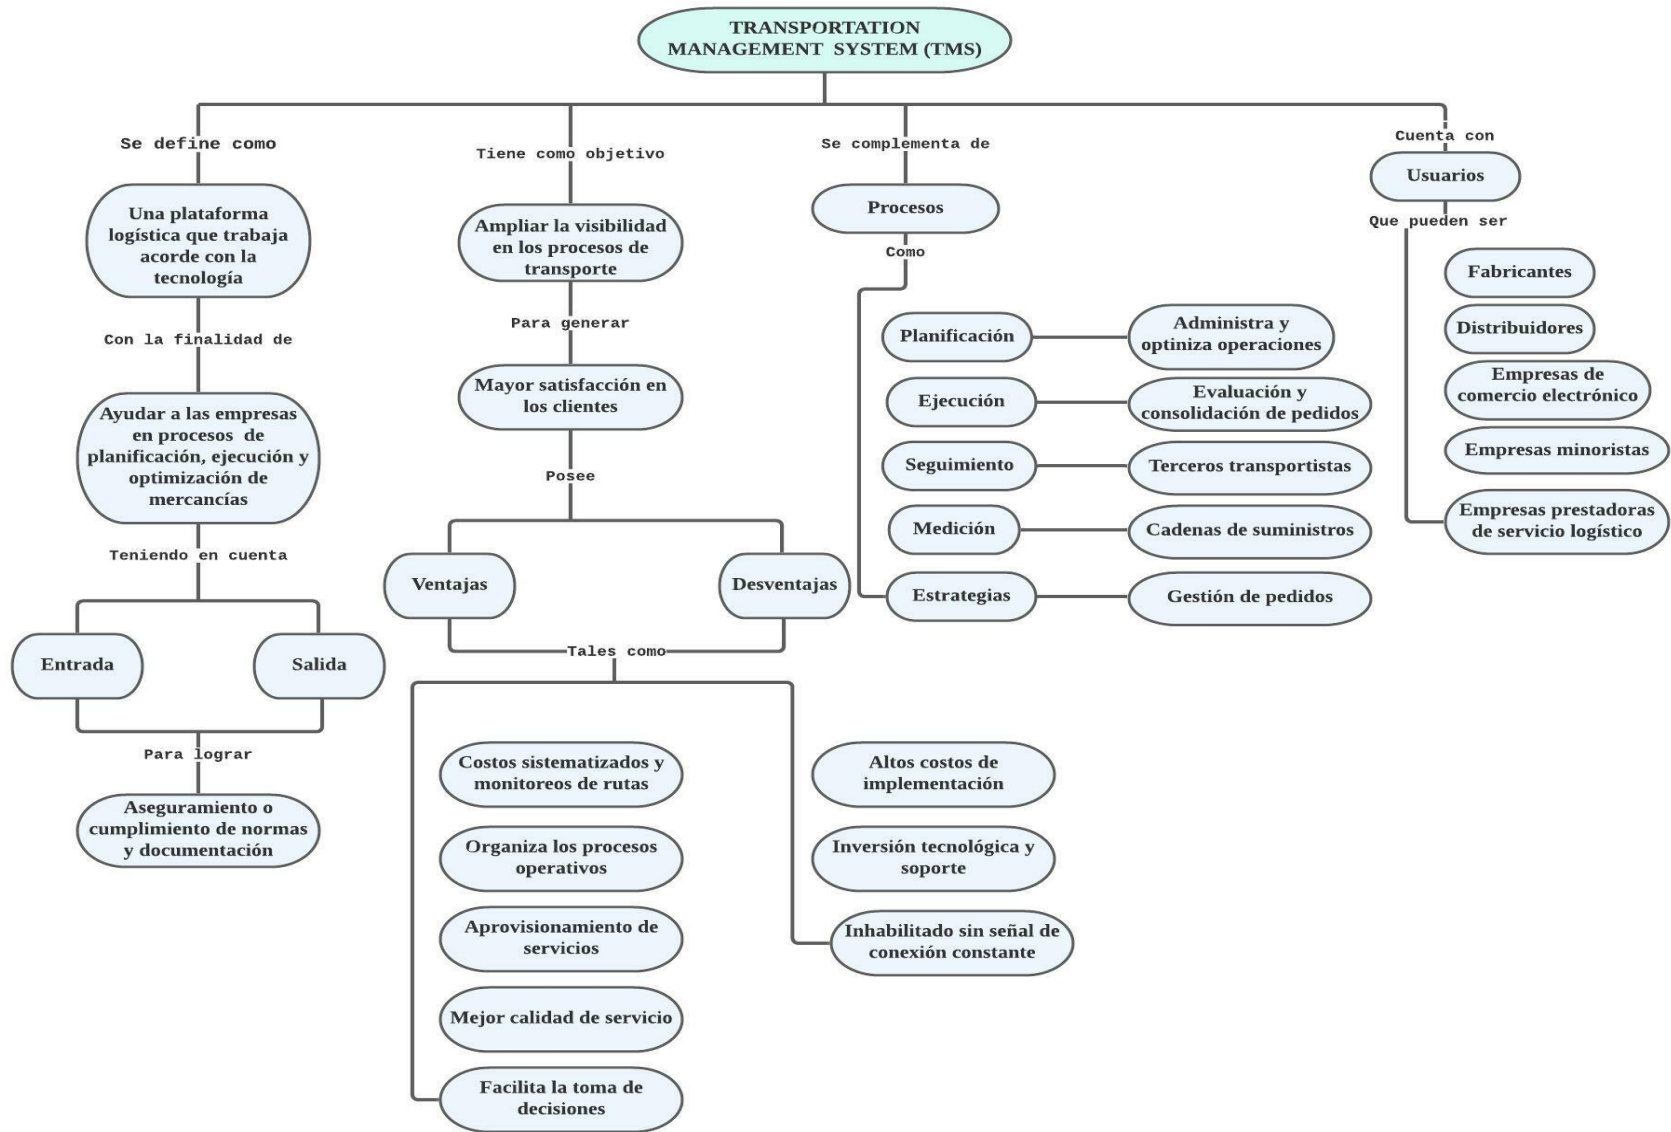 TRANSPORTATION
MANAGEMENT SYSTEM (TMS)
Se define como
Una plataforma
logística que trabaja
acorde con la
tecnología
Con la finalidad de
Ayudar a las empresas
en procesos de
planificación, ejecución y
optimización de
mercancías
Teniendo en cuenta
Entrada
Salida
Para lograr
Aseguramiento o
cumplimiento de normas
y documentación
Tiene como objetivo
Ampliar la visibilidad
en los procesos de
transporte
Para generar
Mayor satisfacción en
los clientes
Posee
Ventajas
Desventajas
Tales como
Costos sistematizados y
monitoreos de rutas
Organiza los procesos
operativos
Aprovisionamiento de
servicios
Mejor calidad de servicio
Facilita la toma de
decisiones
Altos costos de
implementación
Inversión tecnológica y
soporte
Inhabilitado sin señal de
conexión constante
Se complementa de
Procesos
Como
Planificación
Administra y
optiniza operaciones
Ejecución
Evaluación y
consolidación de pedidos
Seguimiento
Terceros transportistas
Medición
Cadenas de suministros
Estrategias
Gestión de pedidos
Cuenta con
Usuarios
Que pueden ser
Fabricantes
Distribuidores
Empresas de
comercio electrónico
Empresas minoristas
Empresas prestadoras
de servicio logístico